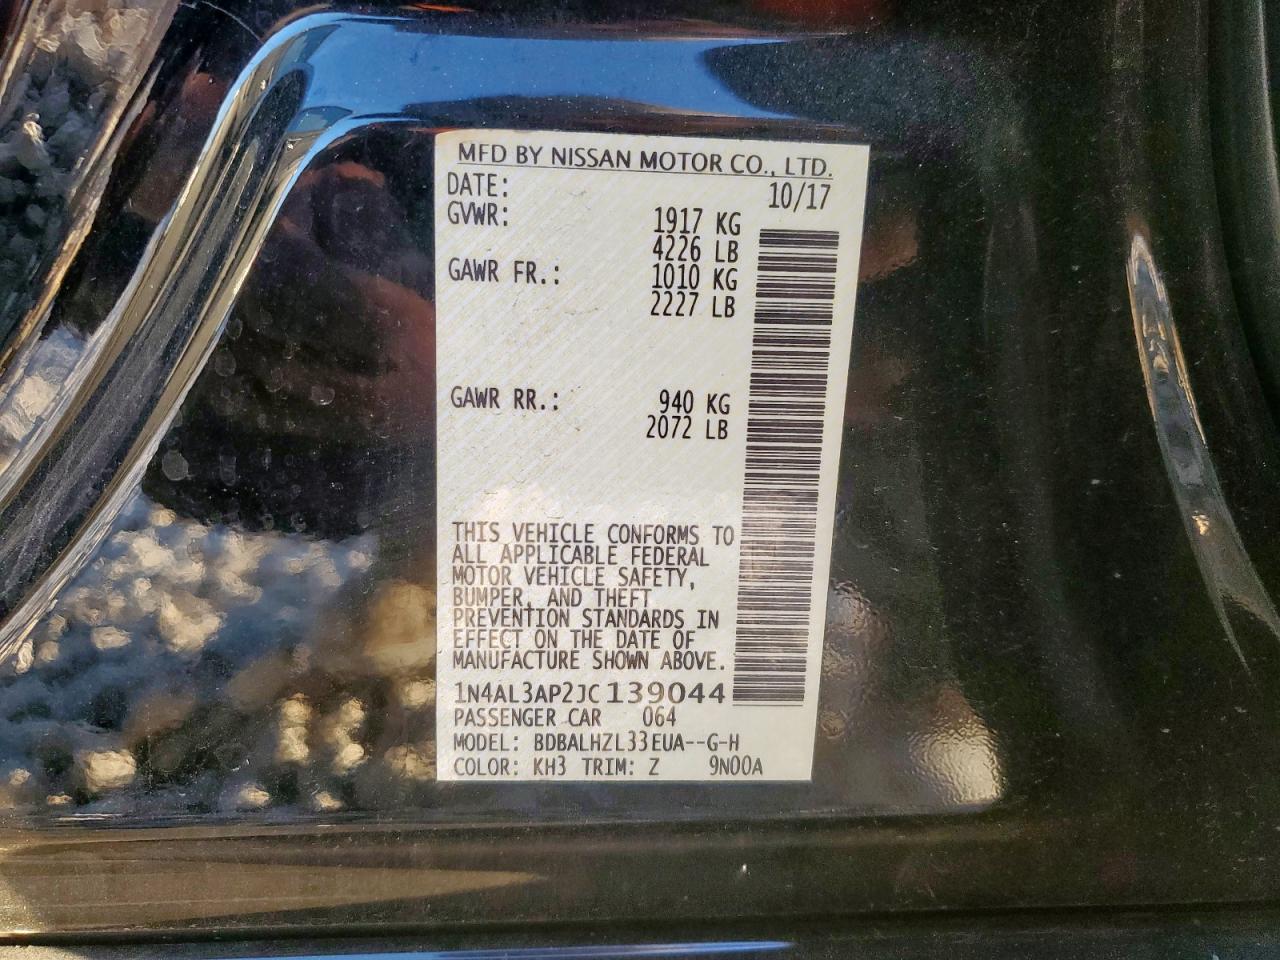 MFD BY NISSAN MOTOR CO., LTD.
DATE: 10/17
GVWR: 1917 KG
4226 LB
GAWR FR.: 1010 KG
2227 LB
GAWR RR.: 940 KG
2072 LB
THIS VEHICLE CONFORMS TO
ALL APPLICABLE FEDERAL
MOTOR VEHICLE SAFETY,
BUMPER, AND THEFT
PREVENTION STANDARDS IN
EFFECT ON THE DATE OF
MANUFACTURE SHOWN ABOVE.
1N4AL3AP2JC139044
PASSENGER CAR 064
MODEL: BDBALHZL33EUA--G-H
COLOR: KH3 TRIM: Z 9N00A